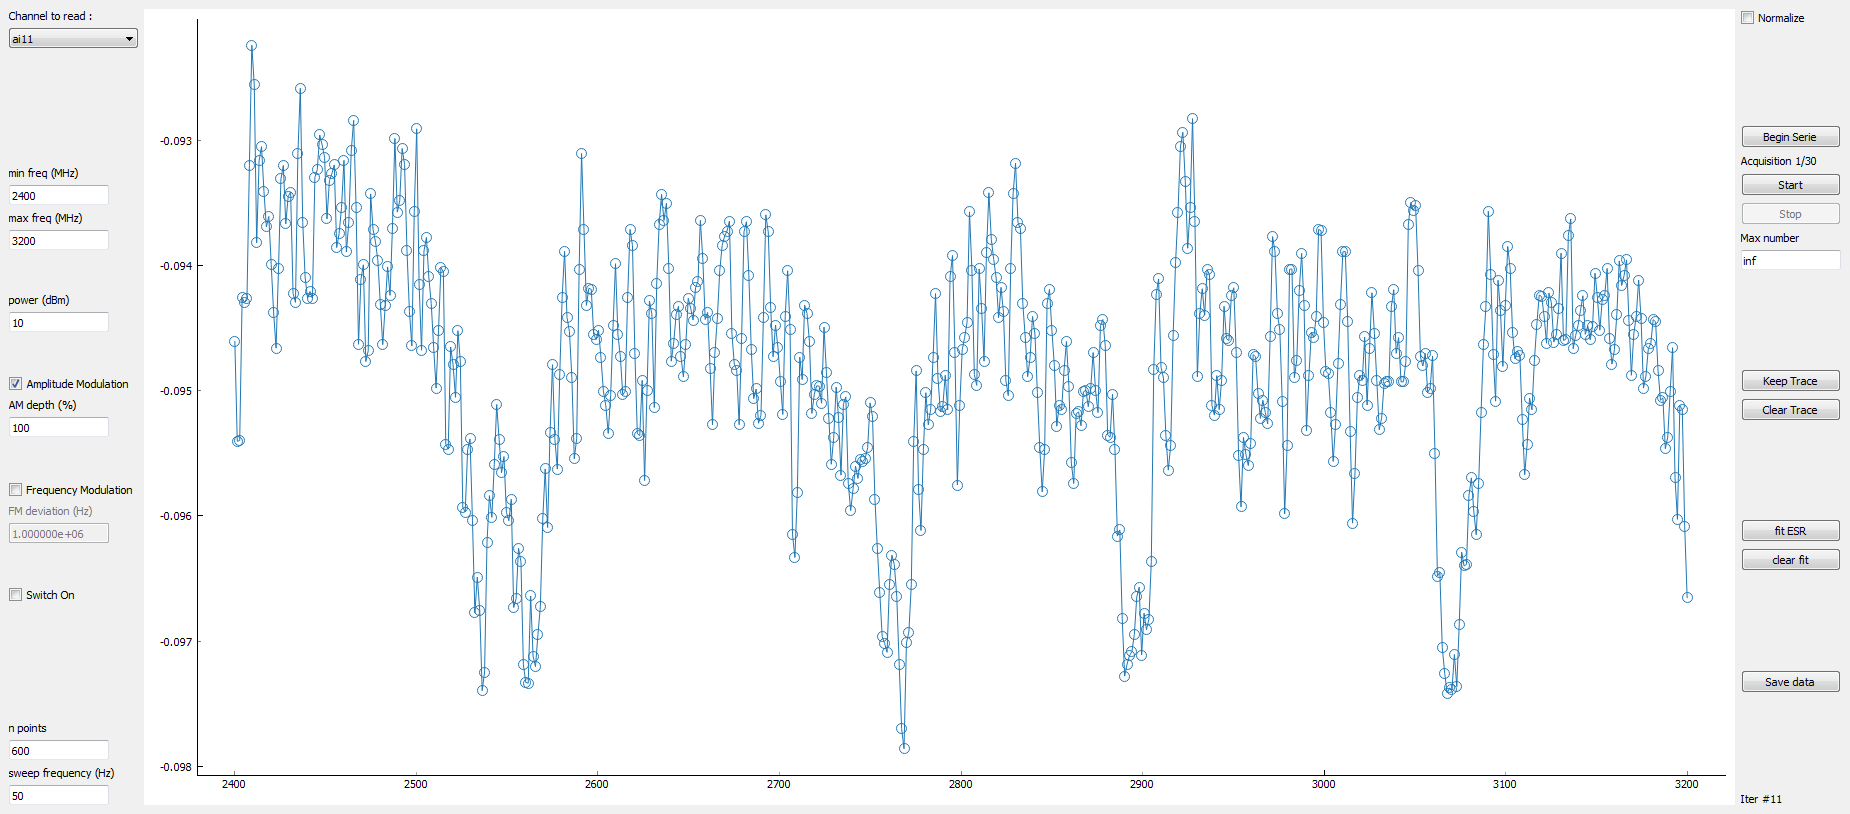 Channel to read :
ai11
min freq (MHz)
2400
max freq (MHz)
3200
power (dBm)
10
Amplitude Modulation
AM depth (%)
100
Frequency Modulation
FM deviation (Hz)
1.000000e+06
Switch On
n points
600
sweep frequency (Hz)
50
-0.093
-0.094
-0.095
-0.096
-0.097
-0.098
2400 2500 2600 2700 2800 2900 3000 3100 3200
Normalize
Begin Serie
Acquisition 1/30
Start
Stop
Max number
inf
Keep Trace
Clear Trace
fit ESR
clear fit
Save data
Iter #11